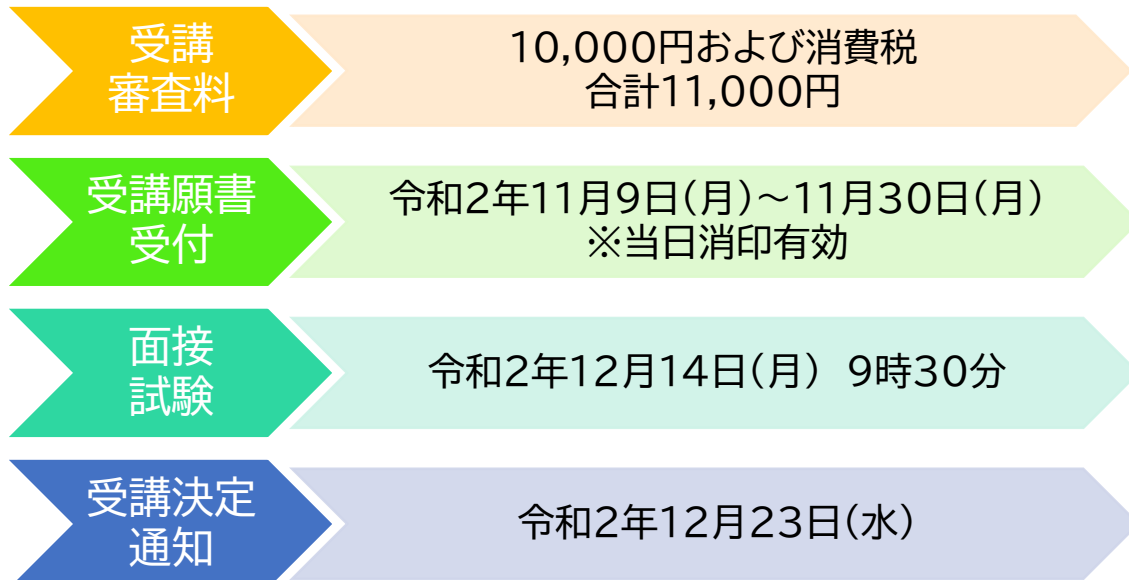 受講
審査料
10,000円および消費税
合計11,000円
受講願書
受付
令和2年11月9日(月)~11月30日(月)
※当日消印有効
面接
試験
令和2年12月14日(月) 9時30分
受講決定
通知
令和2年12月23日(水)